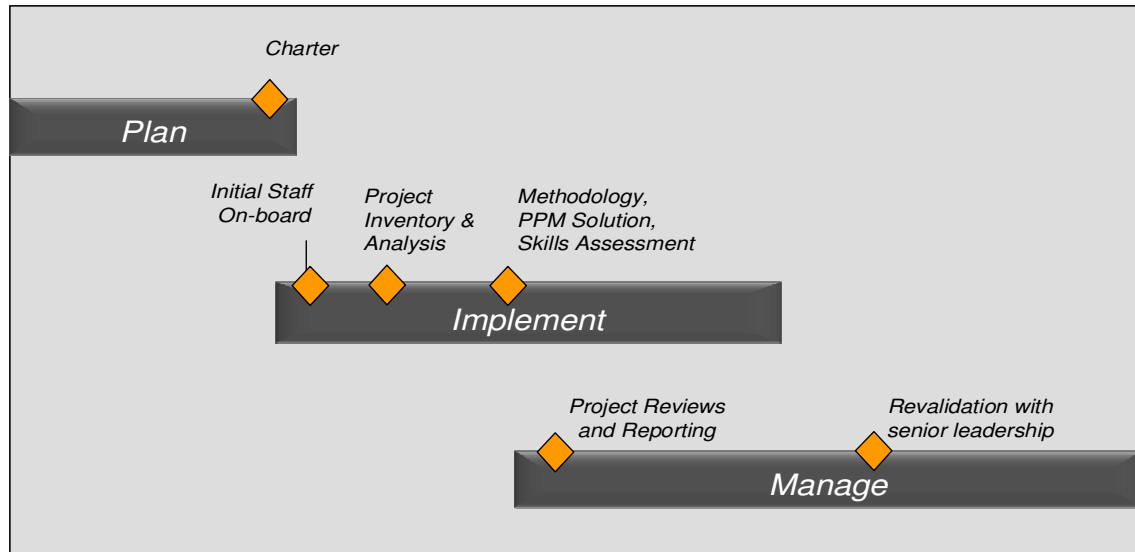 Charter
Plan
Initial Staff
On-board
Project
Inventory &
Analysis
Methodology,
PPM Solution,
Skills Assessment
Implement
Project Reviews
and Reporting
Revalidation with
senior leadership
Manage